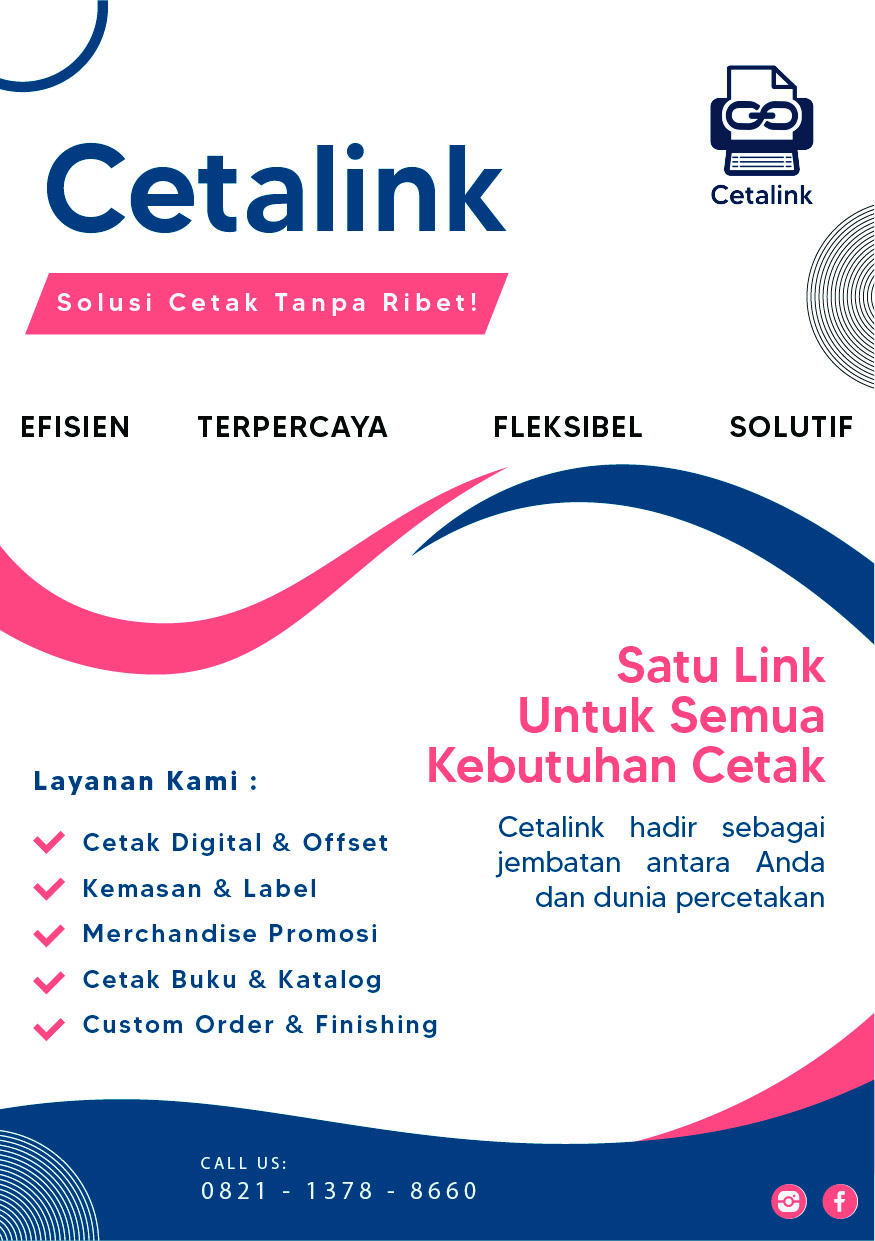 Cetalink
Cetalink
Solusi Cetak Tanpa Ribet!
EFISIEN TERPERCAYA FLEKSIBEL SOLUTIF
Satu Link
Untuk Semua
Kebutuhan Cetak
Cetalink hadir sebagai
jembatan antara Anda
dan dunia percetakan
Layanan Kami :
Cetak Digital & Offset
Kemasan & Label
Merchandise Promosi
Cetak Buku & Katalog
Custom Order & Finishing
CALL US:
0821 - 1378 - 8660